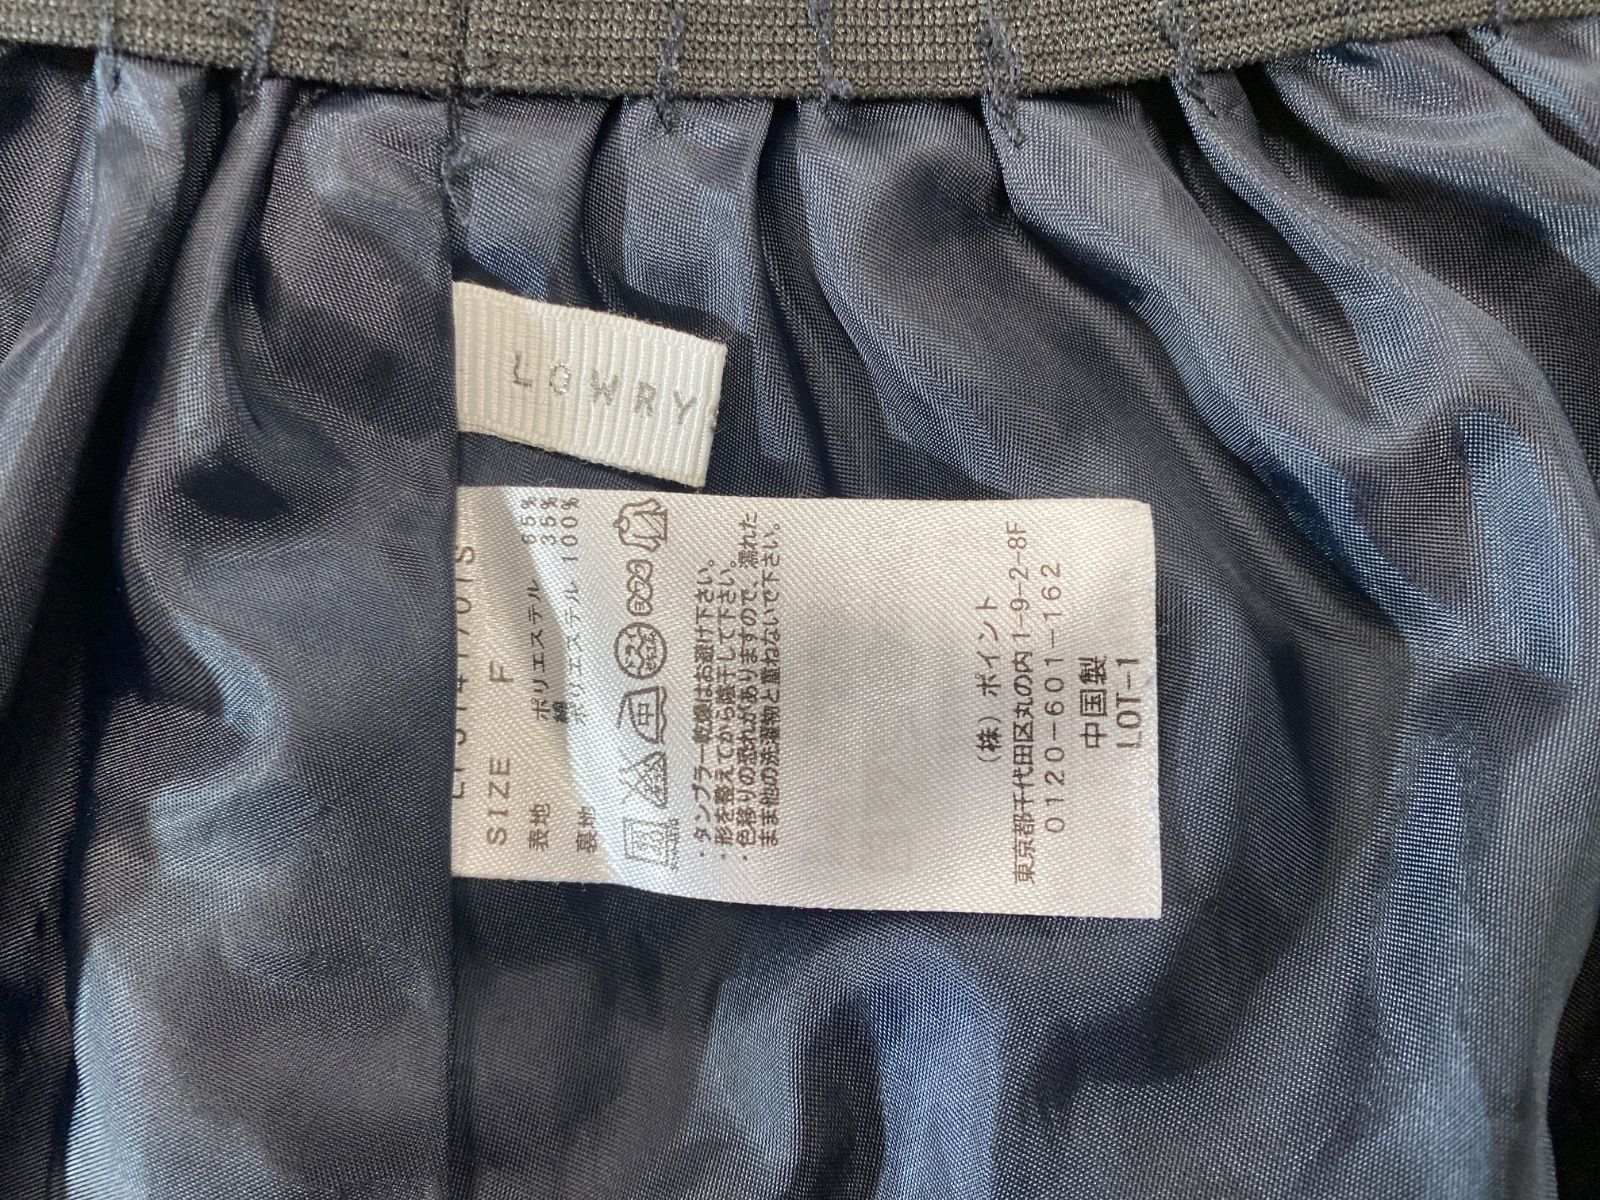 LOWRY
SIZE F
表地 ポリエステル 65%
綿 35%
裏地 ポリエステル 100%
中
・タンブラー乾燥はお避け下さい。
・形を整えてから陰干して下さい。
・色移りの恐れがありますので、濡れた
まま他の洗濯物と重ねないで下さい。
(株)ポイント
東京都千代田区丸の内1-9-2-8F
0120-601-162
中国製
LOT-1